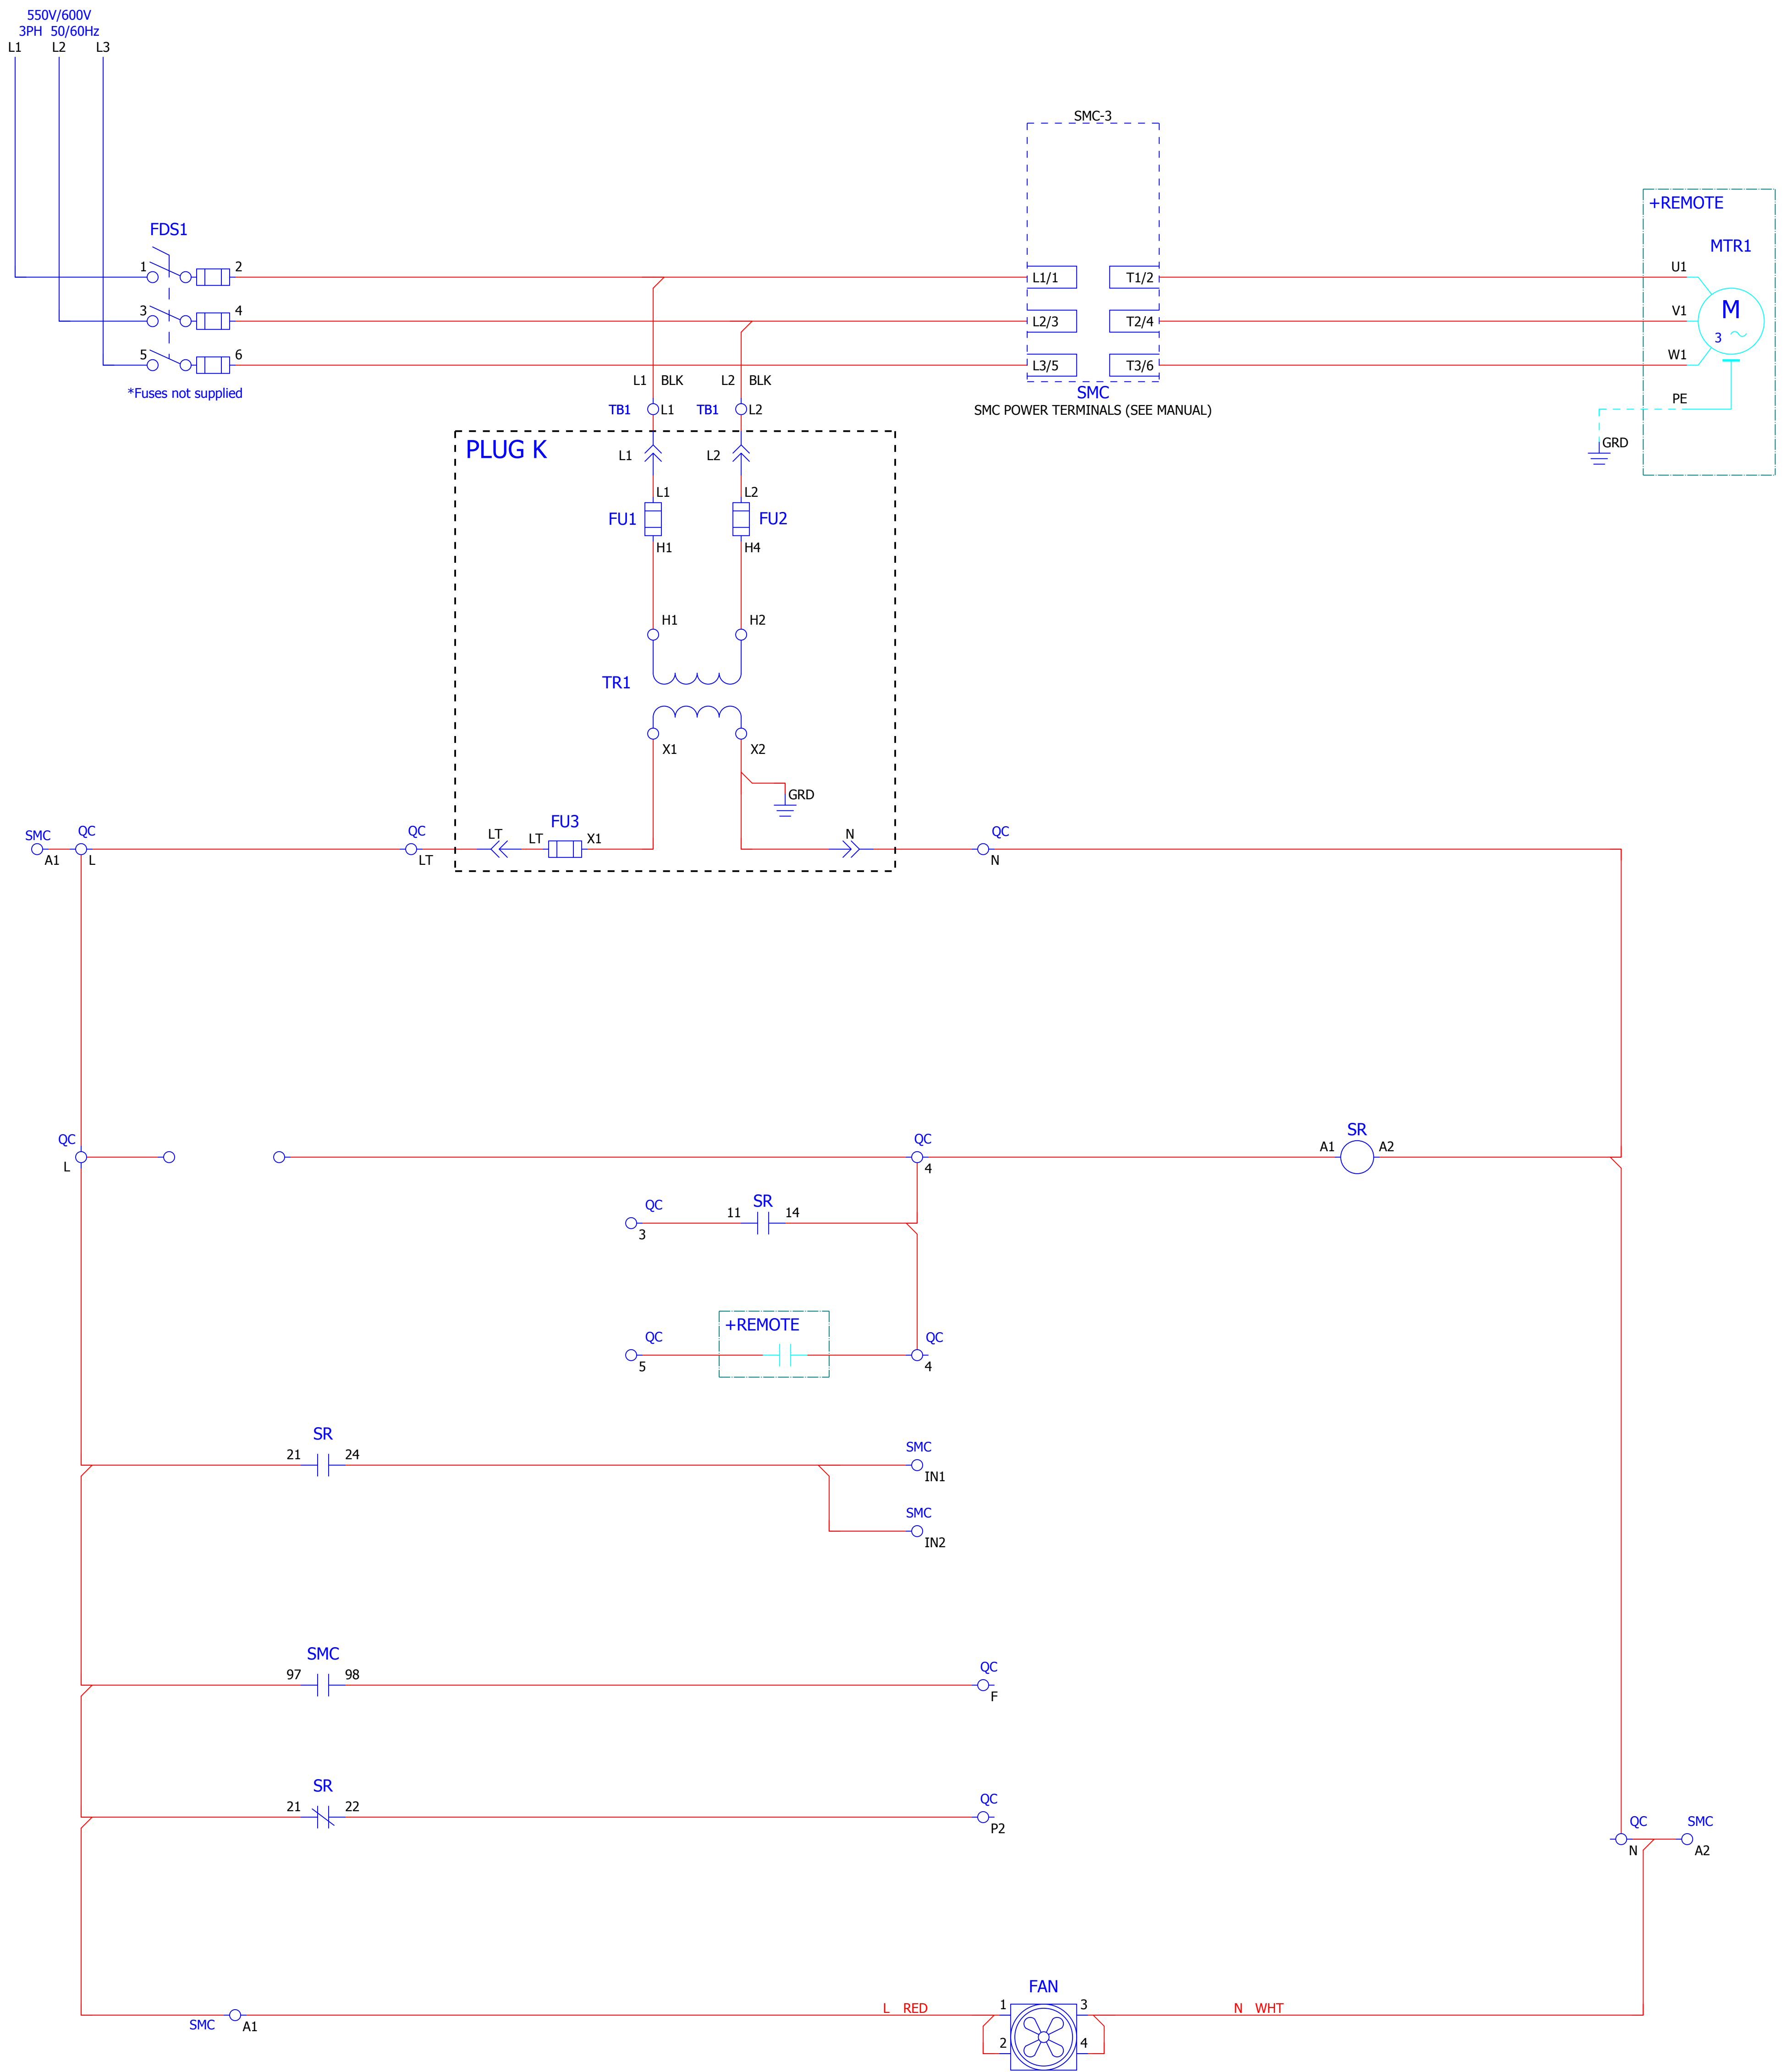 550V/600V
3PH 50/60Hz
L1 L2 L3
SMC-3
+REMOTE
FDS1
MTR1
1 2
L1/1 T1/2
U1
3 4
L2/3 T2/4
V1
M
3
5 6
L3/5 T3/6
W1
*Fuses not supplied
L1 BLK L2 BLK
SMC
PE
TB1 L1 TB1 L2
SMC POWER TERMINALS (SEE MANUAL)
PLUG K
GRD
L1 L2
L1 L2
FU1 FU2
H1 H4
H1 H2
TR1
X1 X2
GRD
SMC QC QC FU3 QC
LT LT X1 N
A1 L LT N
QC QC SR
A1 A2
L 4
QC SR
11 14
3
+REMOTE
QC QC
5 4
SR SMC
21 24
IN1
SMC
IN2
SMC QC
97 98
F
SR QC
21 22
P2
QC SMC
N A2
FAN
L RED 1 3 N WHT
SMC A1
2 4